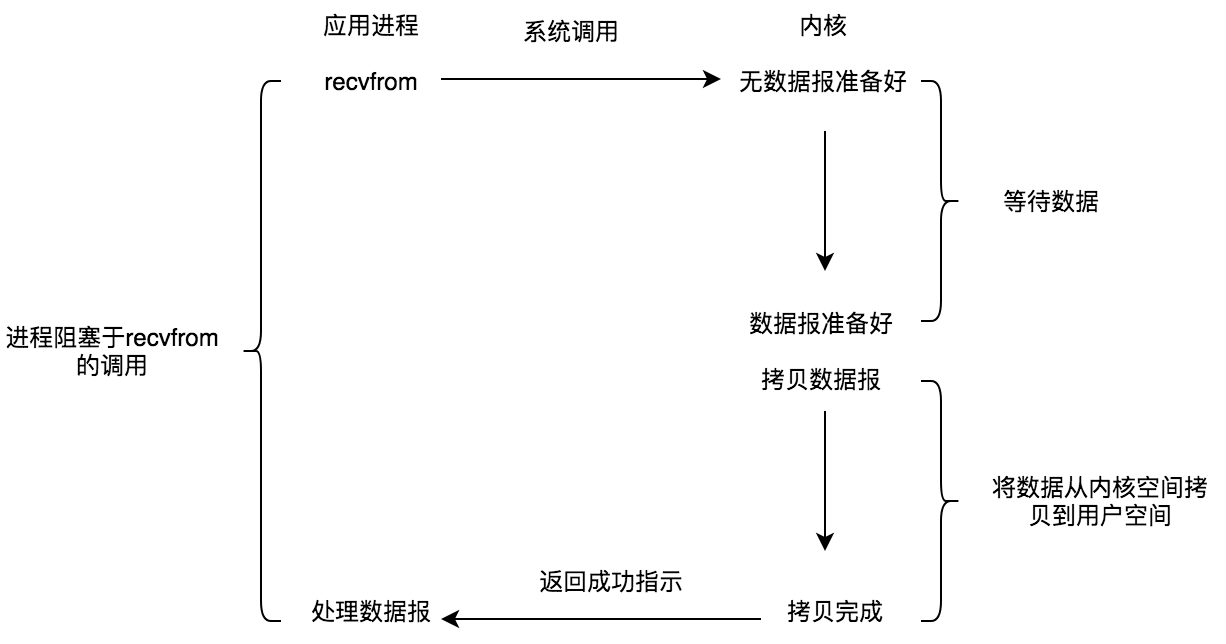 应用进程
系统调用
内核
recvfrom
无数据报准备好
等待数据
数据报准备好
进程阻塞于recvfrom
的调用
拷贝数据报
将数据从内核空间拷
贝到用户空间
返回成功指示
处理数据报
拷贝完成